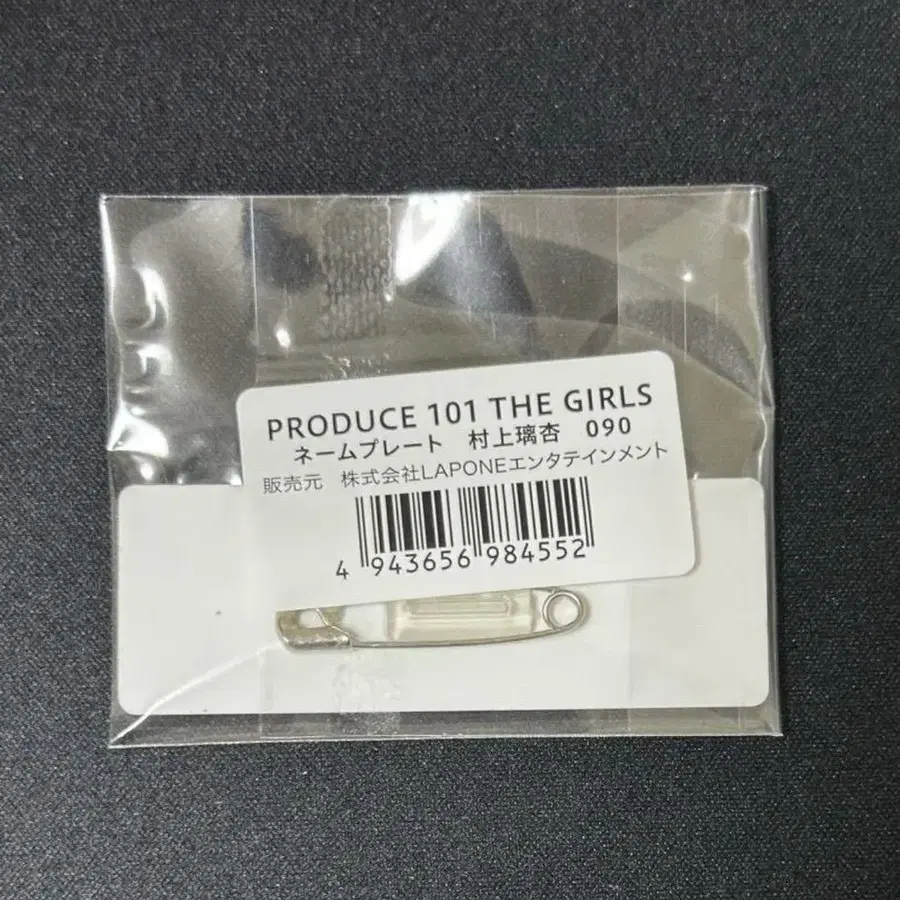 PRODUCE 101 THE GIRLS
ネームプレート 村上璃杏 090
販売元 株式会社LAPONEエンタテインメント
4 943656 984552